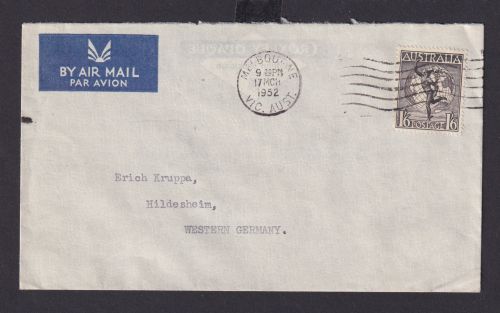 BY AIR MAIL
PAR AVION
MELBOURNE
9 30PM
17MCH
1952
VIC. AUST.
AUSTRALIA
1/6 POSTAGE 1/6
Erich Kruppa,
Hildesheim,
WESTERN GERMANY.